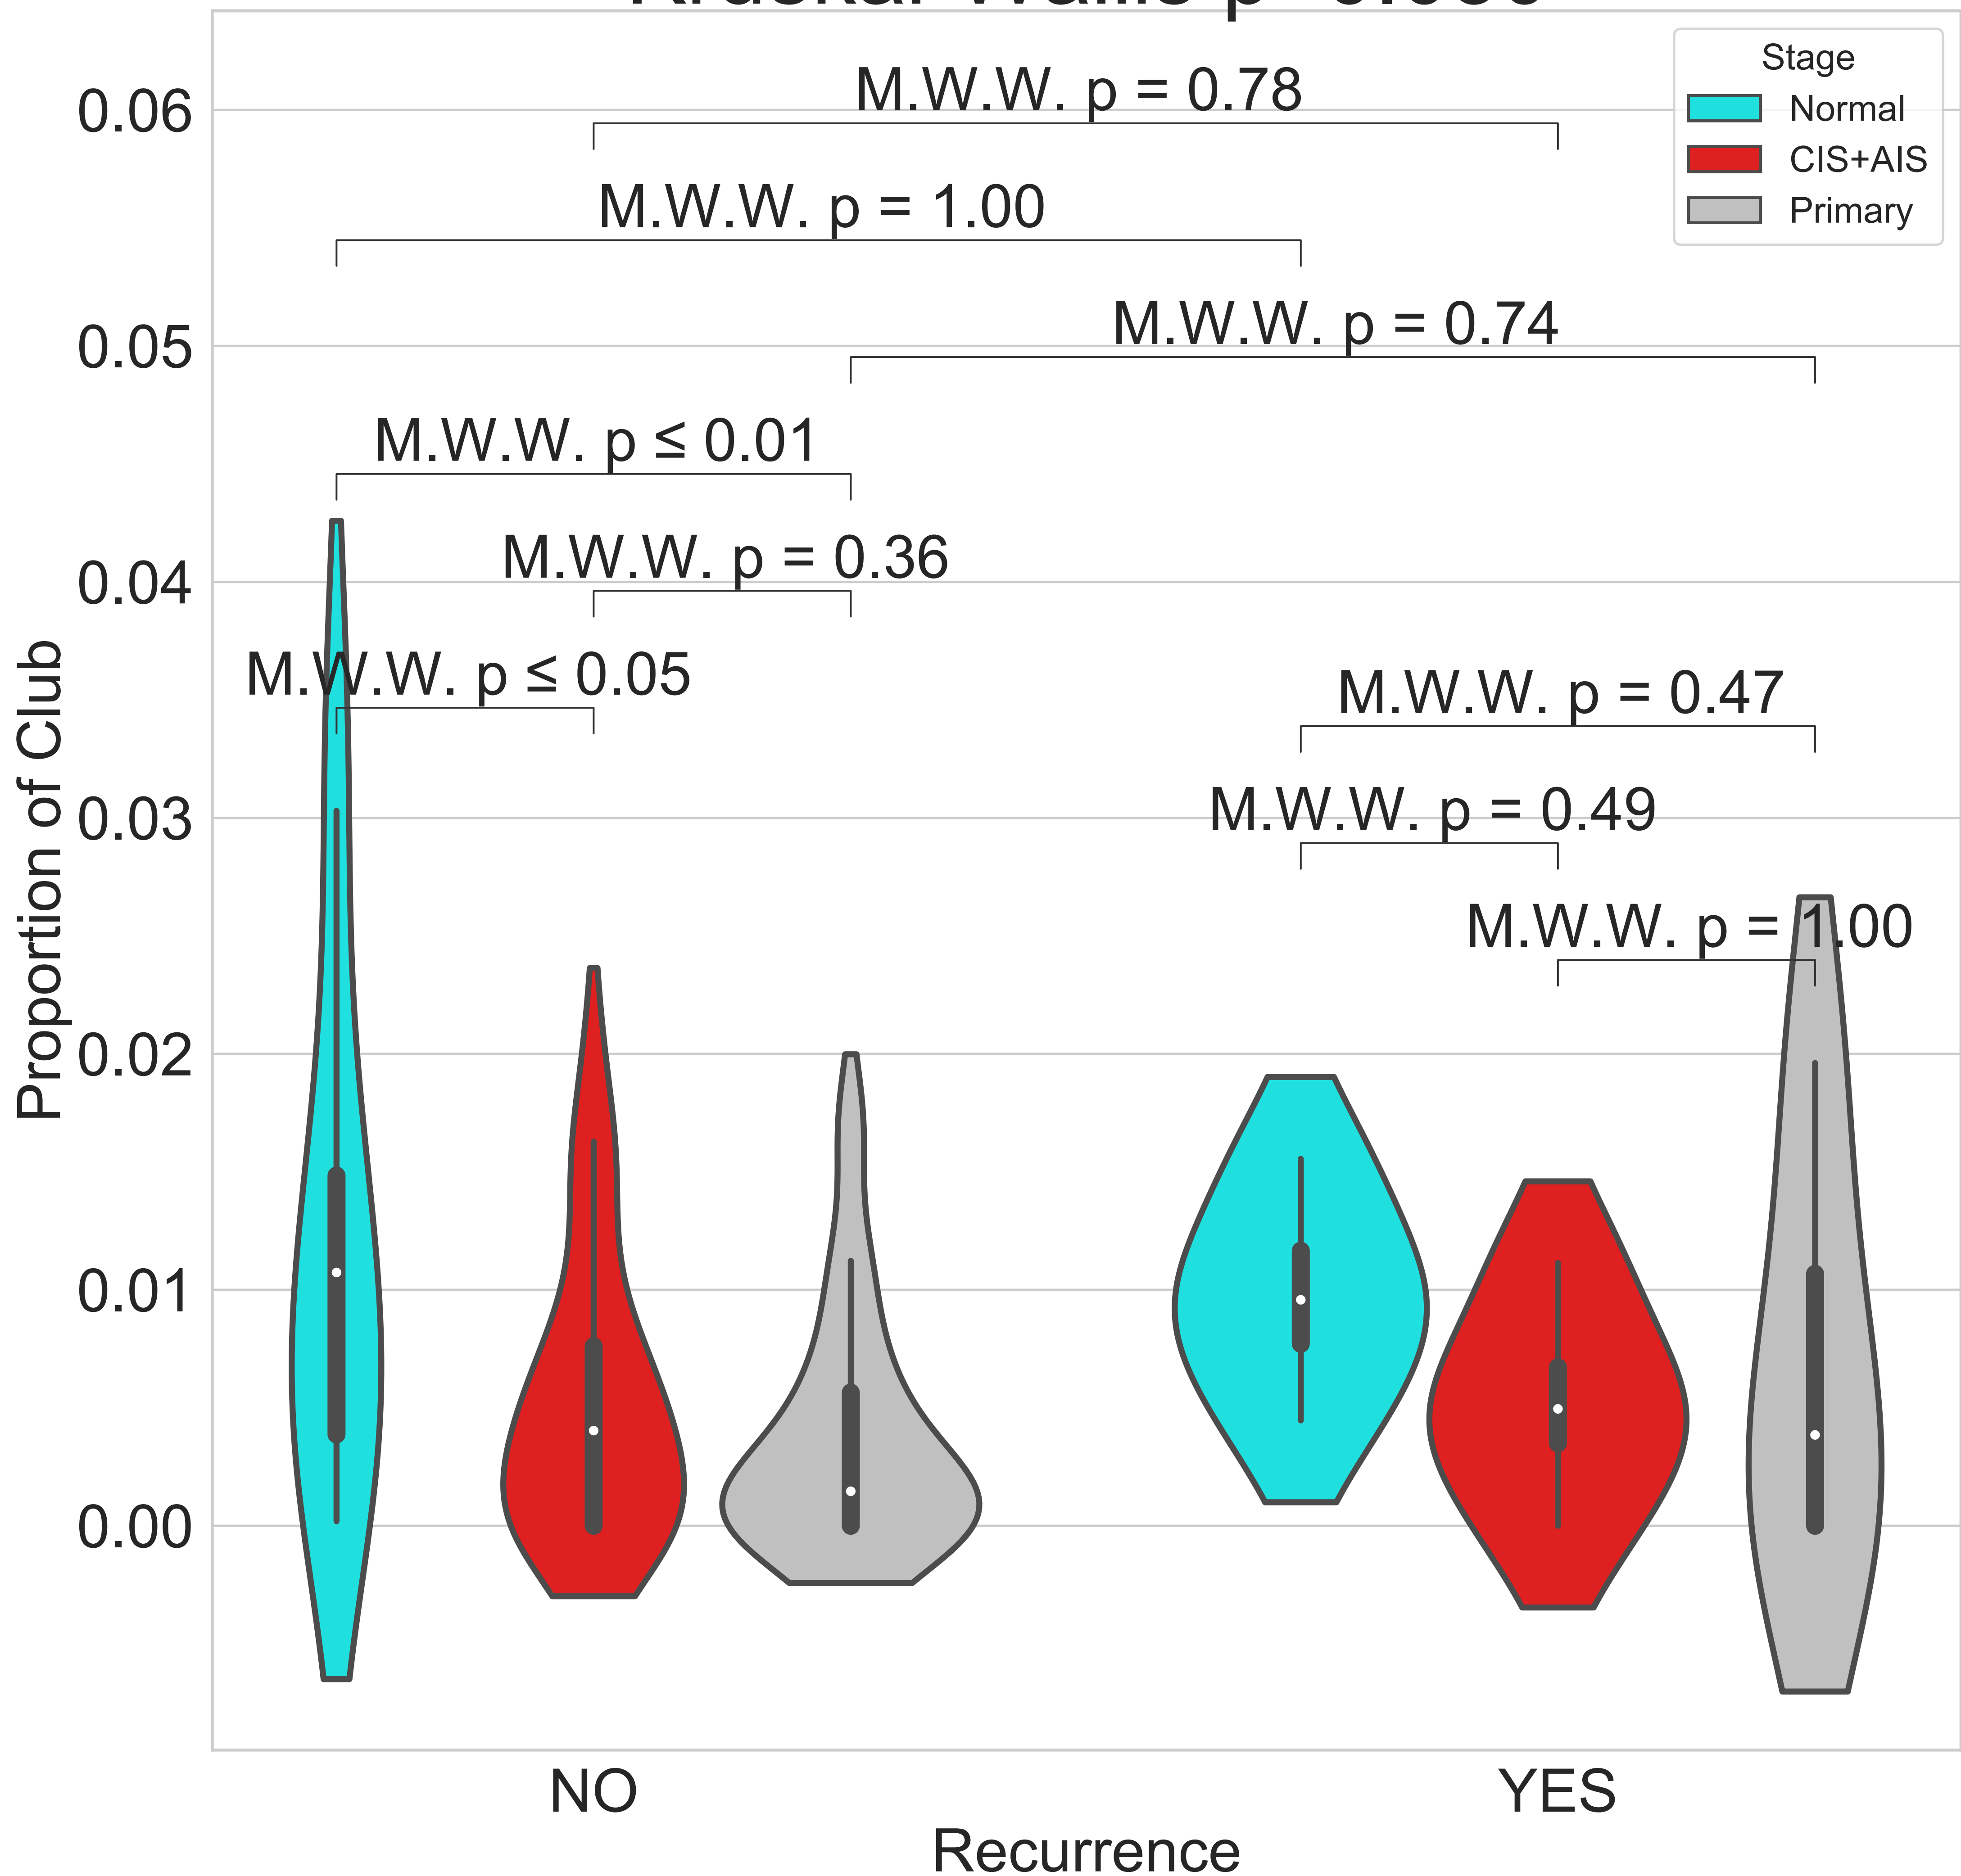 Stage
Normal
CIS+AIS
Primary
M.W.W. p = 0.78
M.W.W. p = 1.00
M.W.W. p = 0.74
M.W.W. p ≤ 0.01
M.W.W. p = 0.36
M.W.W. p ≤ 0.05
M.W.W. p = 0.47
M.W.W. p = 0.49
M.W.W. p = 1.00
0.06
0.05
0.04
0.03
0.02
0.01
0.00
Proportion of Club
NO
YES
Recurrence